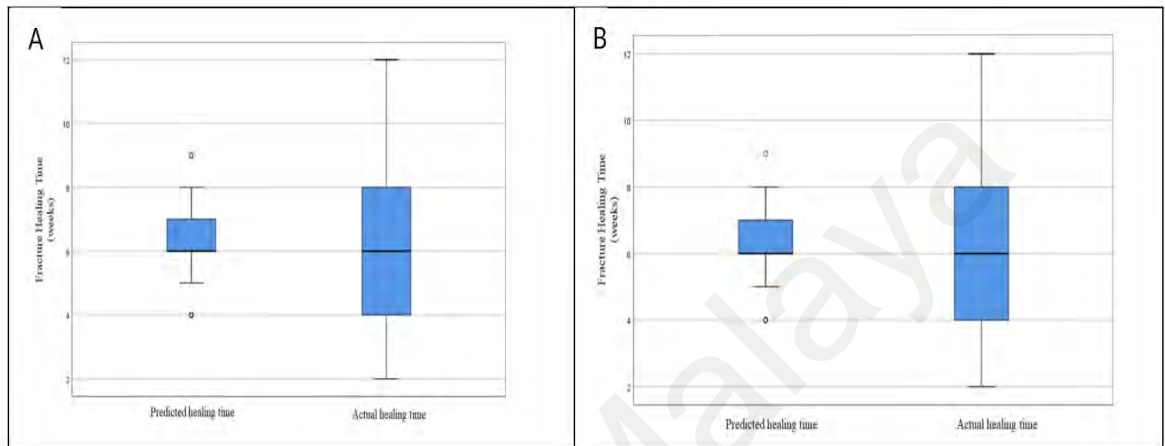 A
12
10
8
6
4
2
Fracture Healing Time
(weeks)
Predicted healing time
Actual healing time
B
12
10
8
6
4
2
Fracture Healing Time
(weeks)
Predicted healing time
Actual healing time
Malaya